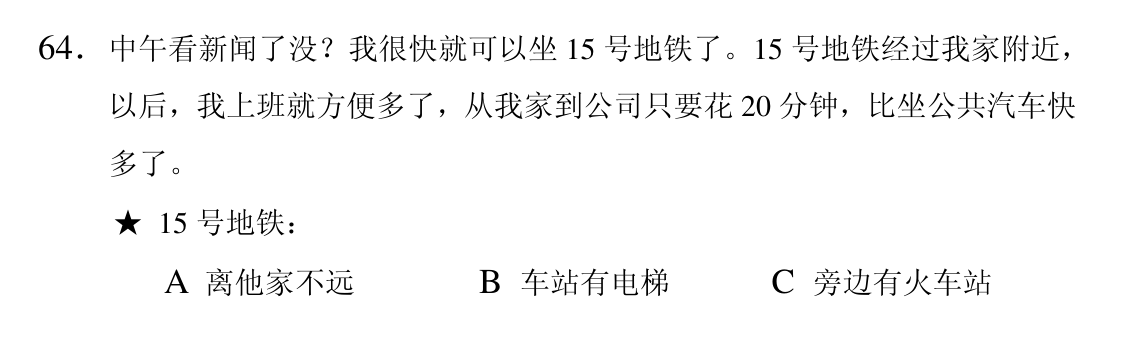 64. 中午看新闻了没？我很快就可以坐 15 号地铁了。15 号地铁经过我家附近，
以后，我上班就方便多了，从我家到公司只要花 20 分钟，比坐公共汽车快
多了。
★ 15 号地铁：
A 离他家不远 B 车站有电梯 C 旁边有火车站